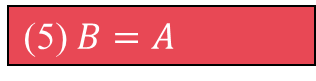 (5) B = A